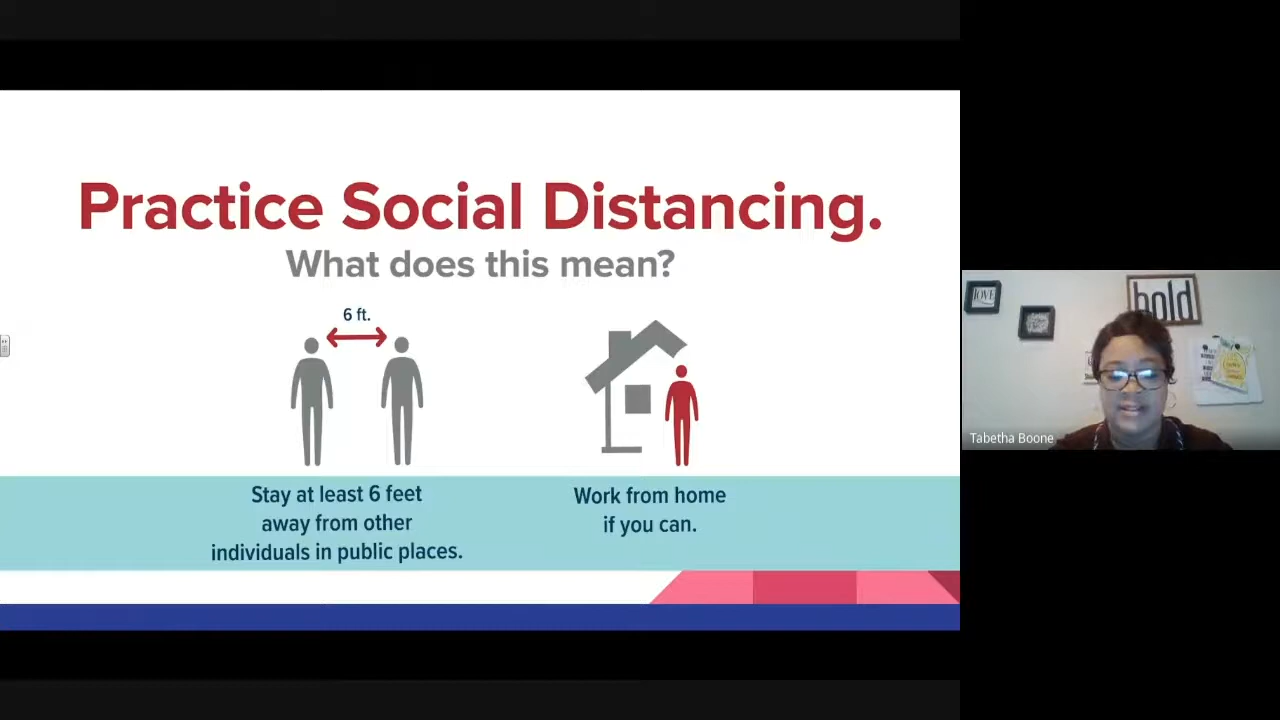 Practice Social Distancing.
What does this mean?
6 ft.
Stay at least 6 feet
away from other
individuals in public places.
Work from home
if you can.
LOVE
bold
Tabetha Boone